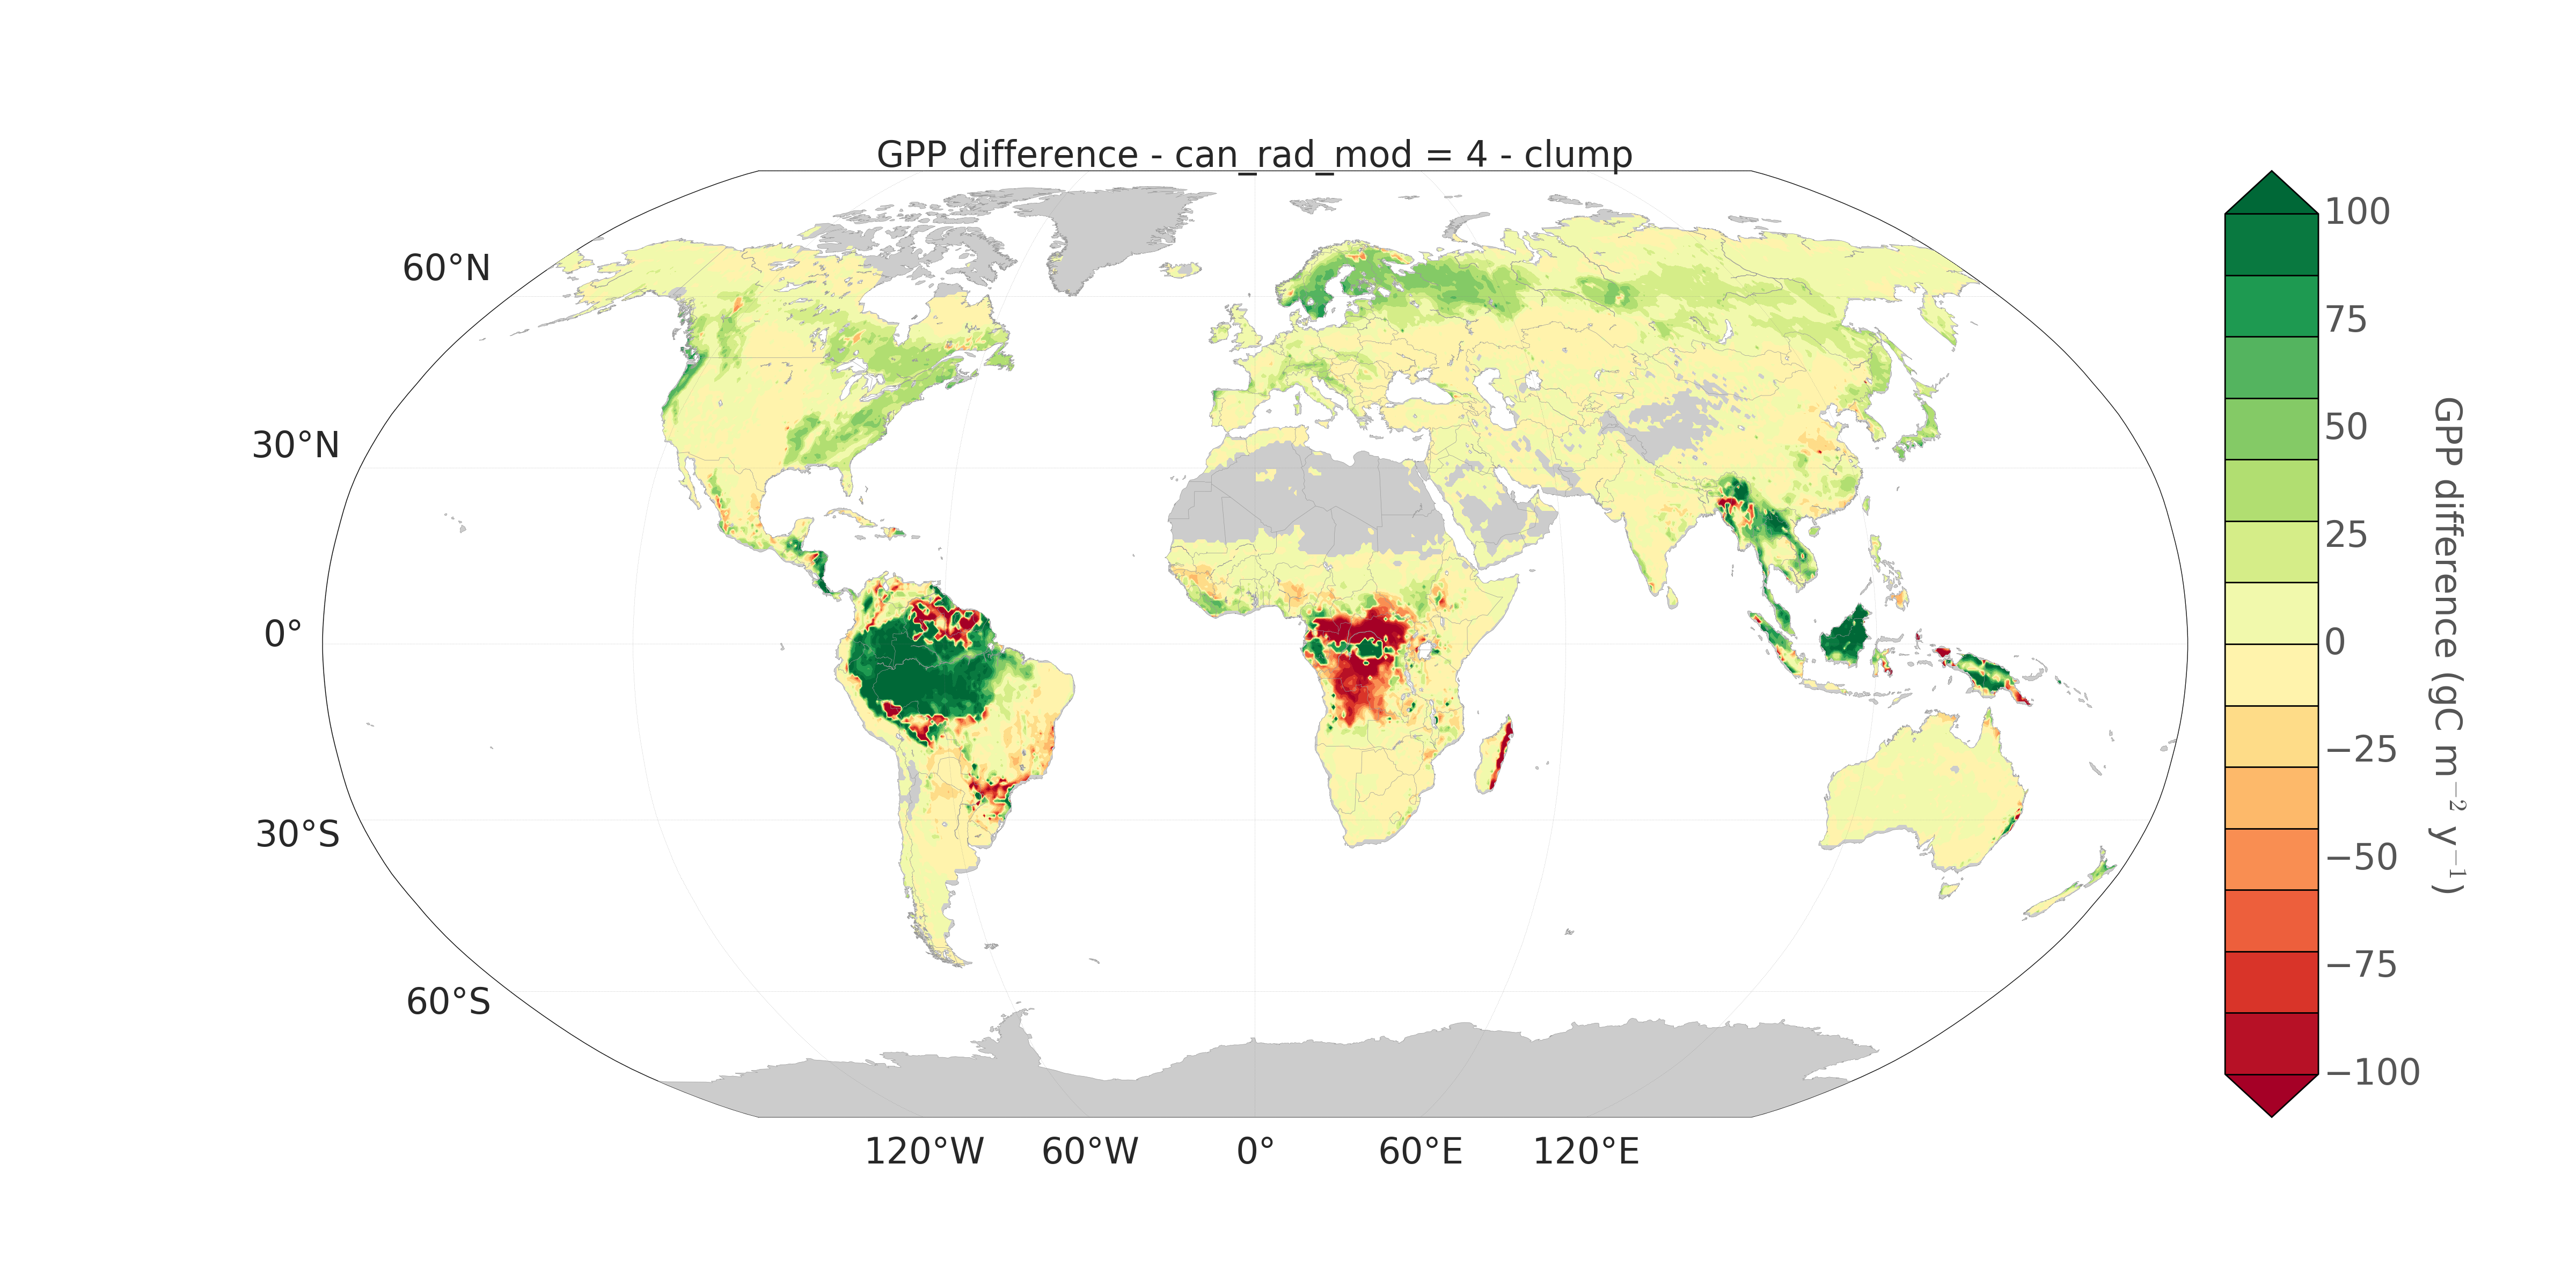 GPP difference - can_rad_mod = 4 - clump
60°N
30°N
0°
30°S
60°S
120°W 60°W 0° 60°E 120°E
100
75
50
25
0
−25
−50
−75
−100
GPP difference (gC m⁻² y⁻¹)